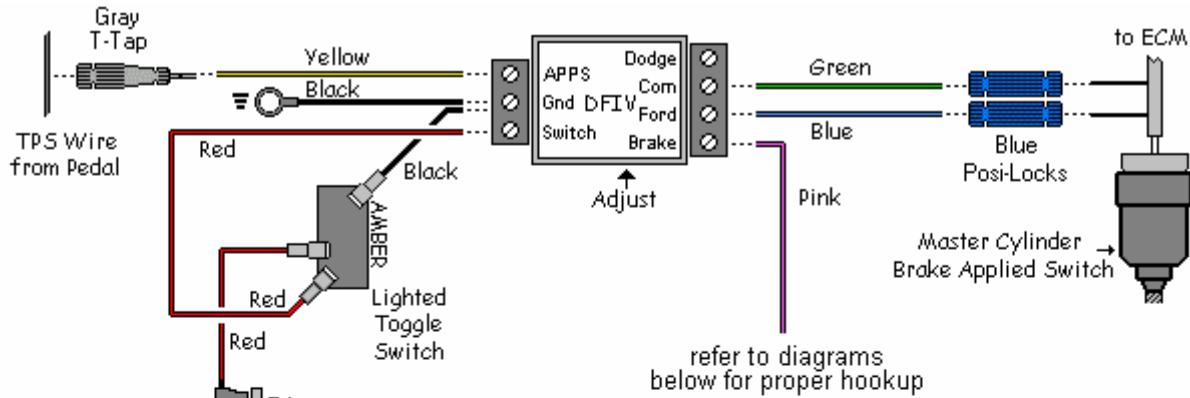 Gray
T-Tap
Yellow
Black
TPS Wire
from Pedal
Red
Black
AMBER
Red
Red
Lighted
Toggle
Switch
APPS
Gnd
Switch
DFIV
Dodge
Com
Ford
Brake
Adjust
Green
Blue
Pink
Blue
Posi-Locks
to ECM
Master Cylinder
Brake Applied Switch
refer to diagrams
below for proper hookup